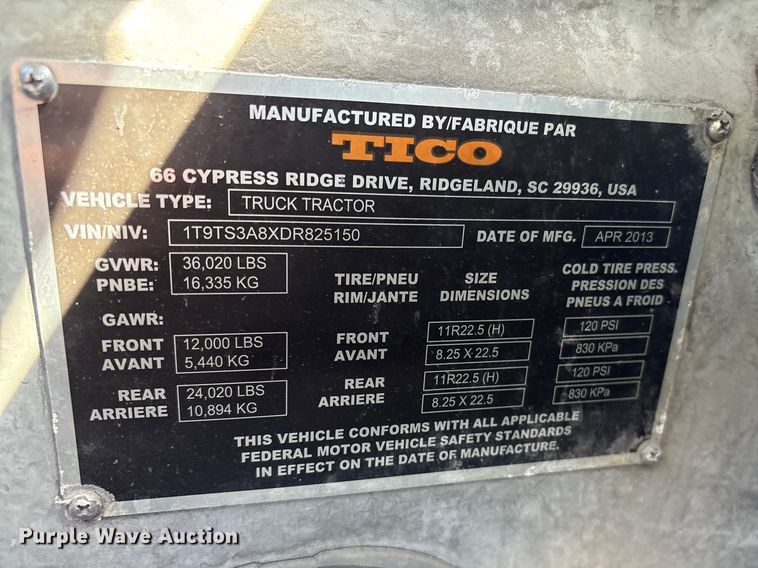 MANUFACTURED BY/FABRIQUE PAR
TICO
66 CYPRESS RIDGE DRIVE, RIDGELAND, SC 29936, USA
VEHICLE TYPE: TRUCK TRACTOR
VIN/NIV: 1T9TS3A8XDR825150 DATE OF MFG. APR 2013
GVWR: 36,020 LBS
PNBE: 16,335 KG
TIRE/PNEU
RIM/JANTE
SIZE
DIMENSIONS
COLD TIRE PRESS.
PRESSION DES
PNEUS A FROID
GAWR:
FRONT 12,000 LBS
AVANT 5,440 KG
FRONT 11R22.5 (H) 120 PSI
AVANT 8.25 X 22.5 830 KPa
REAR 24,020 LBS
ARRIERE 10,894 KG
REAR 11R22.5 (H) 120 PSI
ARRIERE 8.25 X 22.5 830 KPa
THIS VEHICLE CONFORMS WITH ALL APPLICABLE
FEDERAL MOTOR VEHICLE SAFETY STANDARDS
IN EFFECT ON THE DATE OF MANUFACTURE.
Purple Wave Auction